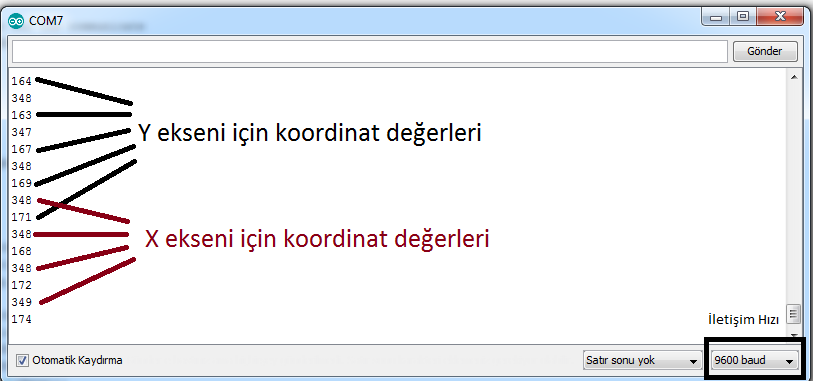 COM7
Gönder
164
348
163
347
167
348
169
348
171
348
168
348
172
349
174
Y ekseni için koordinat değerleri
X ekseni için koordinat değerleri
İletişim Hızı
Otomatik Kaydırma
Satır sonu yok
9600 baud